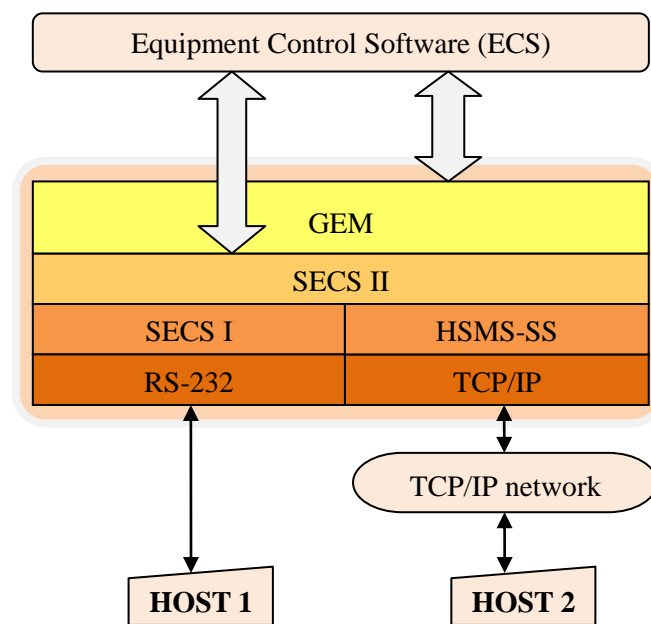 Equipment Control Software (ECS)
GEM
SECS II
SECS I
HSMS-SS
RS-232
TCP/IP
TCP/IP network
HOST 1
HOST 2